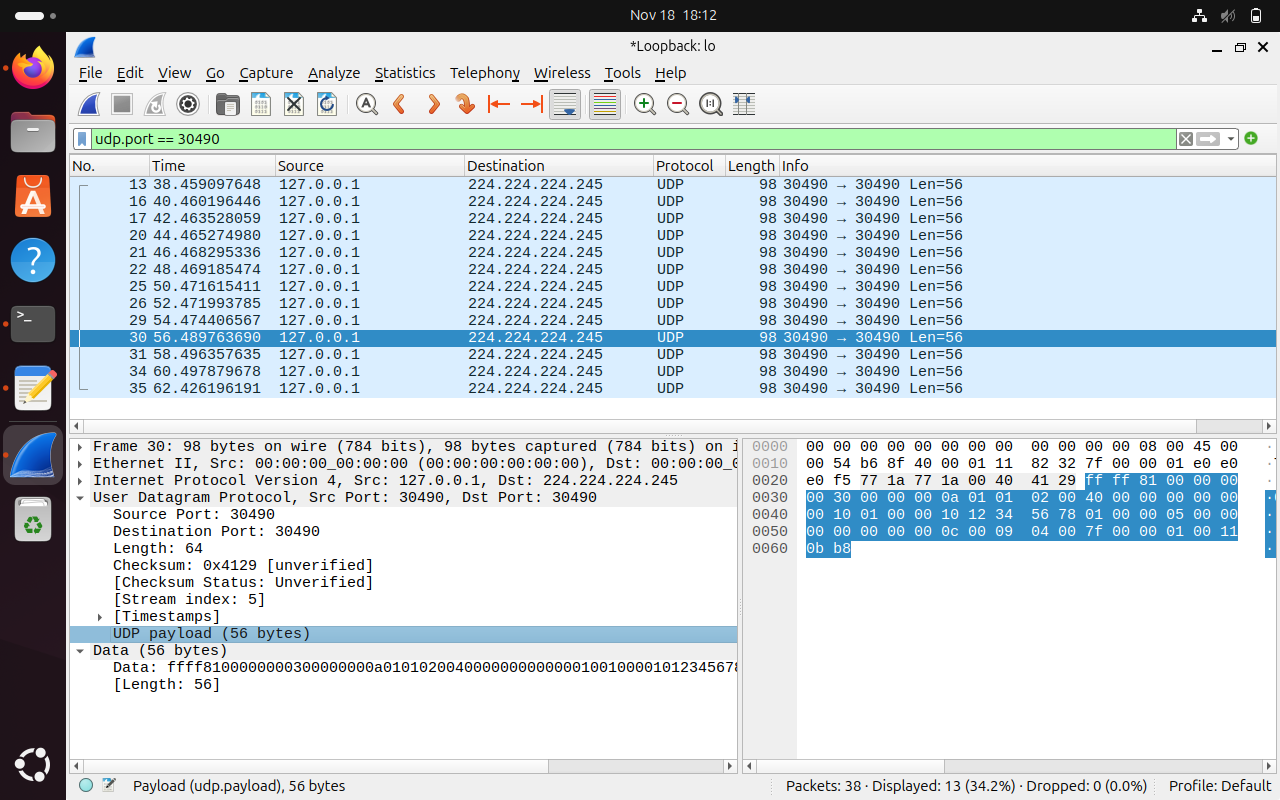 Nov 18 18:12
*Loopback: lo
File Edit View Go Capture Analyze Statistics Telephony Wireless Tools Help
udp.port == 30490
No. Time Source Destination Protocol Length Info
13 38.459097648 127.0.0.1 224.224.224.245 UDP 98 30490 → 30490 Len=56
16 40.460196446 127.0.0.1 224.224.224.245 UDP 98 30490 → 30490 Len=56
17 42.463528059 127.0.0.1 224.224.224.245 UDP 98 30490 → 30490 Len=56
20 44.465274980 127.0.0.1 224.224.224.245 UDP 98 30490 → 30490 Len=56
21 46.468295336 127.0.0.1 224.224.224.245 UDP 98 30490 → 30490 Len=56
22 48.469185474 127.0.0.1 224.224.224.245 UDP 98 30490 → 30490 Len=56
25 50.471615411 127.0.0.1 224.224.224.245 UDP 98 30490 → 30490 Len=56
26 52.471993785 127.0.0.1 224.224.224.245 UDP 98 30490 → 30490 Len=56
29 54.474406567 127.0.0.1 224.224.224.245 UDP 98 30490 → 30490 Len=56
30 56.489763690 127.0.0.1 224.224.224.245 UDP 98 30490 → 30490 Len=56
31 58.496357635 127.0.0.1 224.224.224.245 UDP 98 30490 → 30490 Len=56
34 60.497879678 127.0.0.1 224.224.224.245 UDP 98 30490 → 30490 Len=56
35 62.426196191 127.0.0.1 224.224.224.245 UDP 98 30490 → 30490 Len=56
Frame 30: 98 bytes on wire (784 bits), 98 bytes captured (784 bits) on i
Ethernet II, Src: 00:00:00_00:00:00 (00:00:00:00:00:00), Dst: 00:00:00_0
Internet Protocol Version 4, Src: 127.0.0.1, Dst: 224.224.224.245
User Datagram Protocol, Src Port: 30490, Dst Port: 30490
Source Port: 30490
Destination Port: 30490
Length: 64
Checksum: 0x4129 [unverified]
[Checksum Status: Unverified]
[Stream index: 5]
[Timestamps]
UDP payload (56 bytes)
Data (56 bytes)
Data: ffff8100000000300000000a0101020040000000000000100100001012345678
[Length: 56]
0000 00 00 00 00 00 00 00 00 00 00 00 00 08 00 45 00
0010 00 54 b6 8f 40 00 01 11 82 32 7f 00 00 01 e0 e0
0020 e0 f5 77 1a 77 1a 00 40 41 29 ff ff 81 00 00 00
0030 00 30 00 00 00 0a 01 01 02 00 40 00 00 00 00 00
0040 00 10 01 00 00 10 12 34 56 78 01 00 00 05 00 00
0050 00 00 00 00 00 0c 00 09 04 00 7f 00 00 01 00 11
0060 0b b8
Payload (udp.payload), 56 bytes
Packets: 38 · Displayed: 13 (34.2%) · Dropped: 0 (0.0%)
Profile: Default